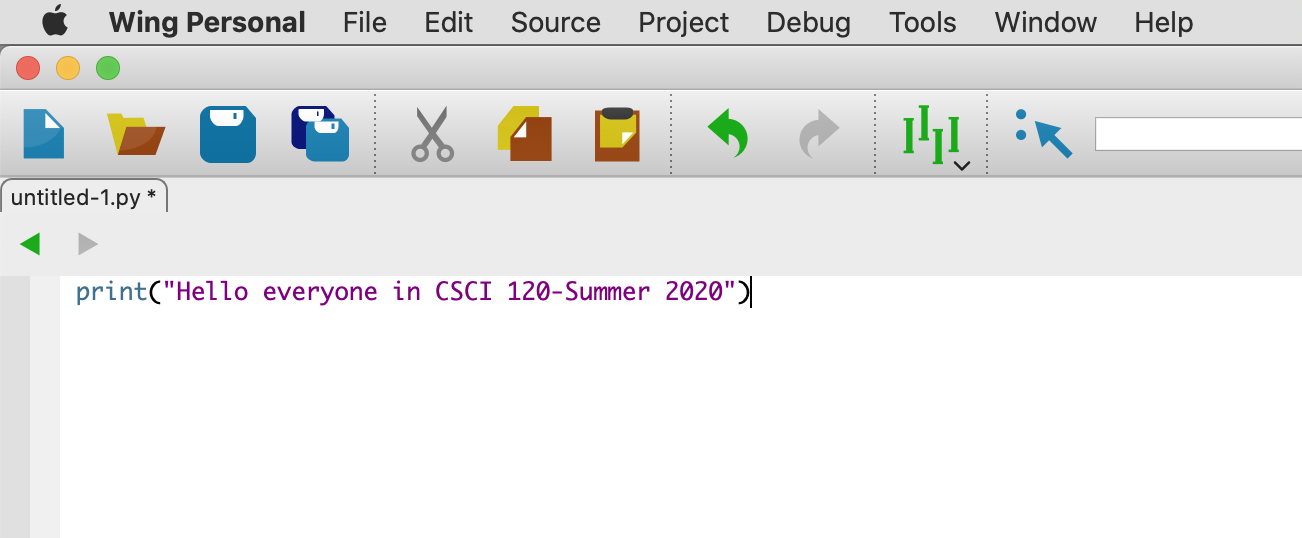 Wing Personal File Edit Source Project Debug Tools Window Help
untitled-1.py *
print("Hello everyone in CSCI 120-Summer 2020")